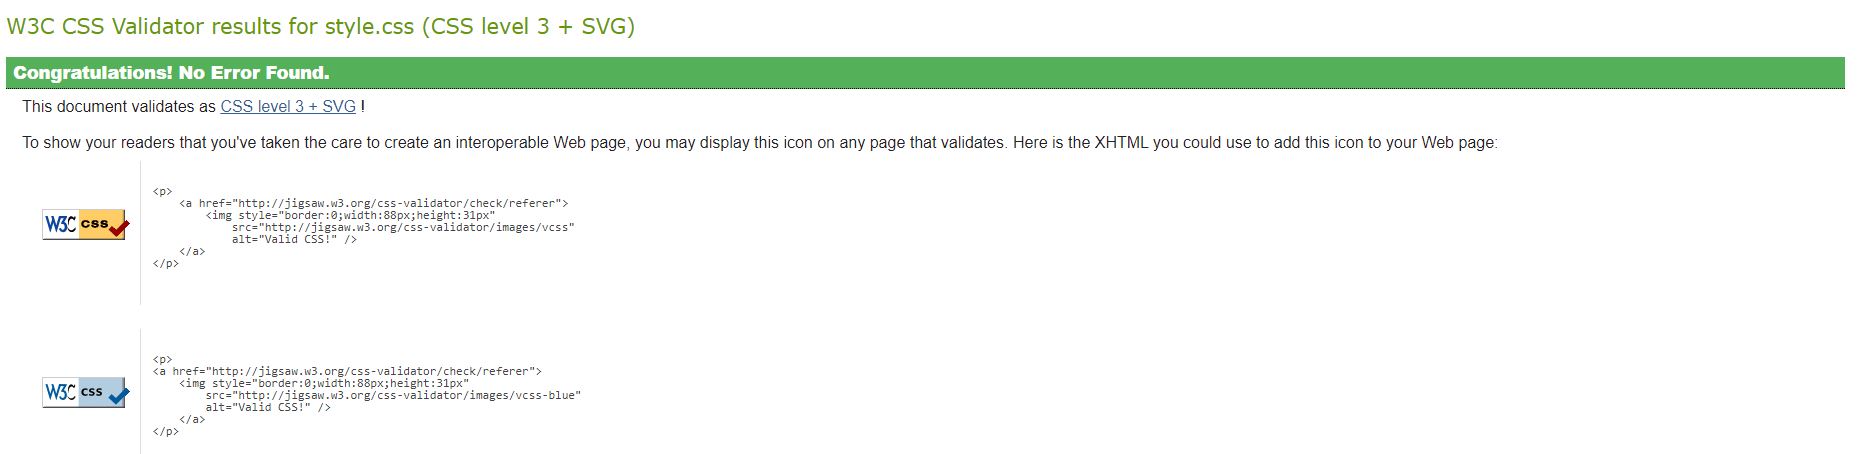 W3C CSS Validator results for style.css (CSS level 3 + SVG)
Congratulations! No Error Found.
This document validates as CSS level 3 + SVG !
To show your readers that you've taken the care to create an interoperable Web page, you may display this icon on any page that validates. Here is the XHTML you could use to add this icon to your Web page:
W3C css
<p>
    <a href="http://jigsaw.w3.org/css-validator/check/referer">
        <img style="border:0;width:88px;height:31px"
            src="http://jigsaw.w3.org/css-validator/images/vcss"
            alt="Valid CSS!" />
    </a>
</p>
W3C css
<p>
<a href="http://jigsaw.w3.org/css-validator/check/referer">
    <img style="border:0;width:88px;height:31px"
        src="http://jigsaw.w3.org/css-validator/images/vcss-blue"
        alt="Valid CSS!" />
    </a>
</p>